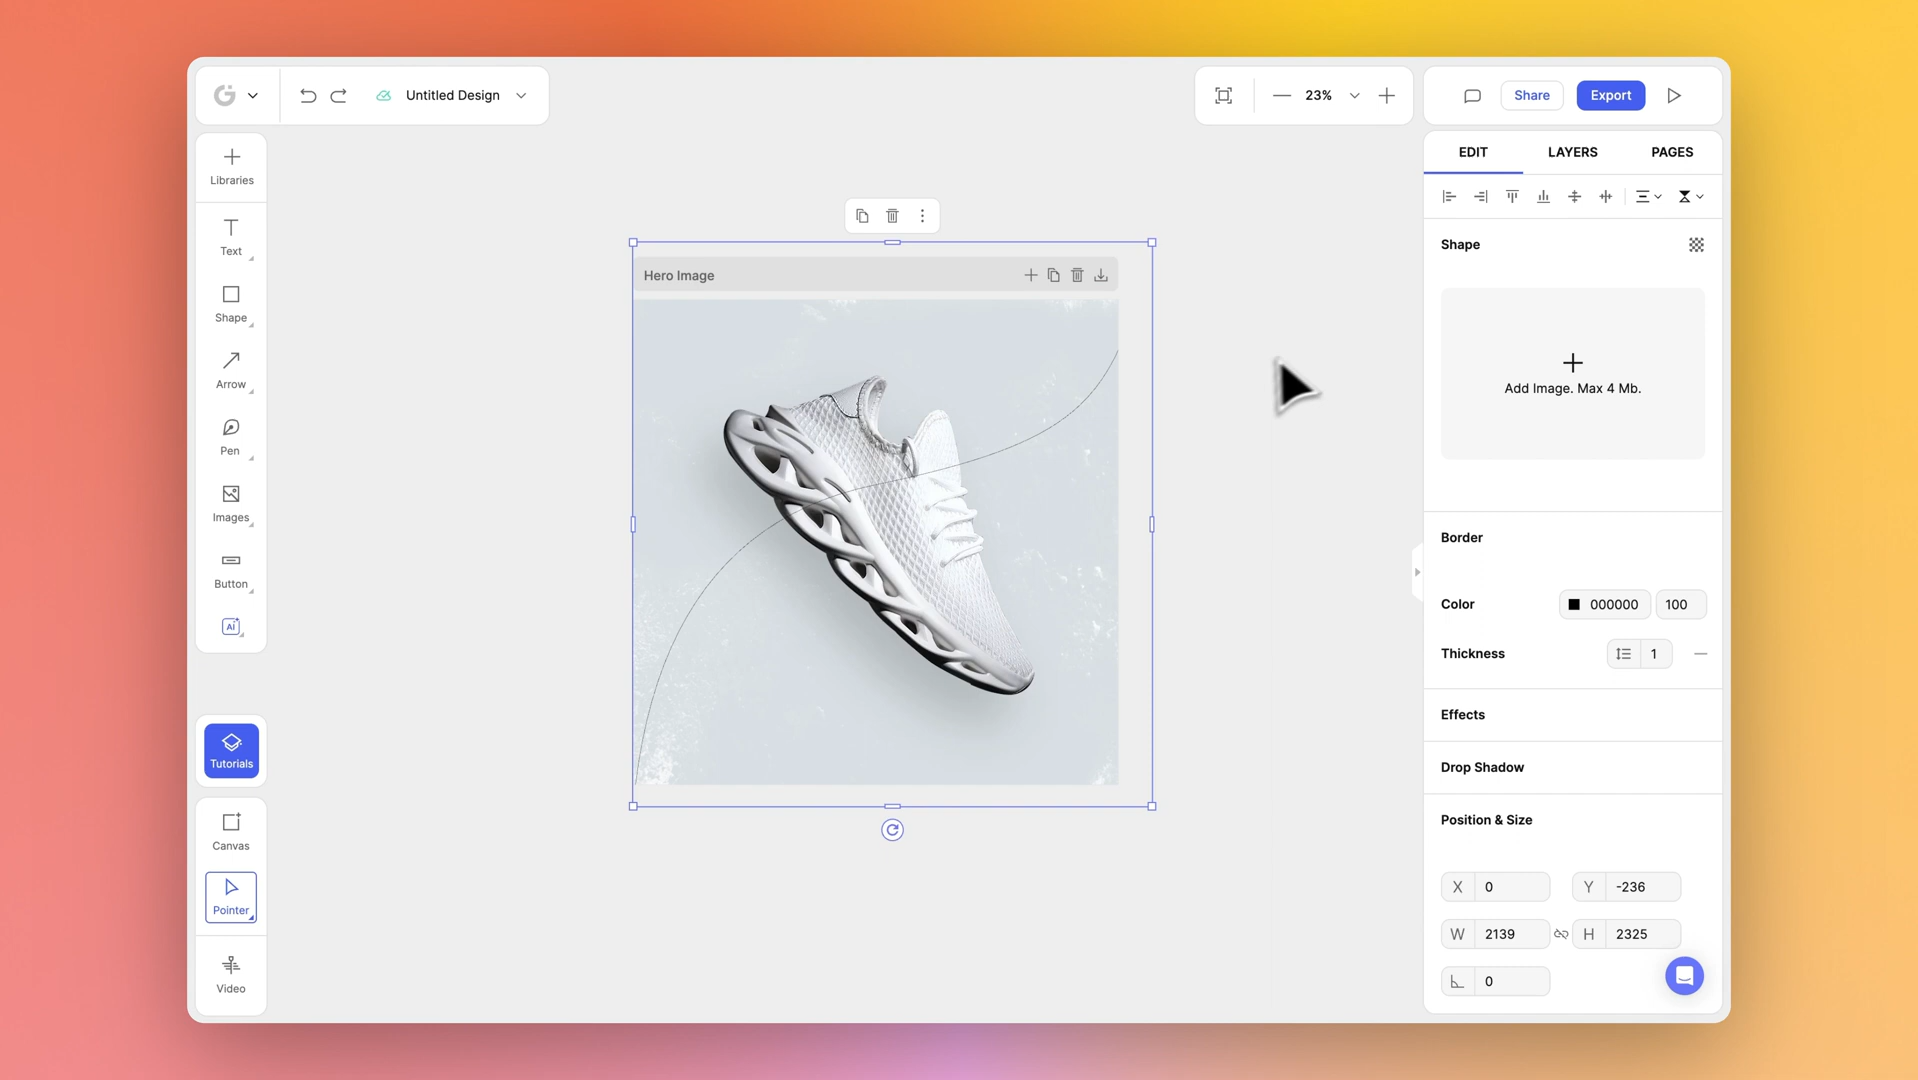 Untitled Design
23%
Share
Export
Libraries
Text
Shape
Arrow
Pen
Images
Button
AI
Tutorials
Canvas
Pointer
Video
Hero Image
EDIT
LAYERS
PAGES
Shape
Add Image. Max 4 Mb.
Border
Color
000000
100
Thickness
1
Effects
Drop Shadow
Position & Size
X 0
Y -236
W 2139
H 2325
0